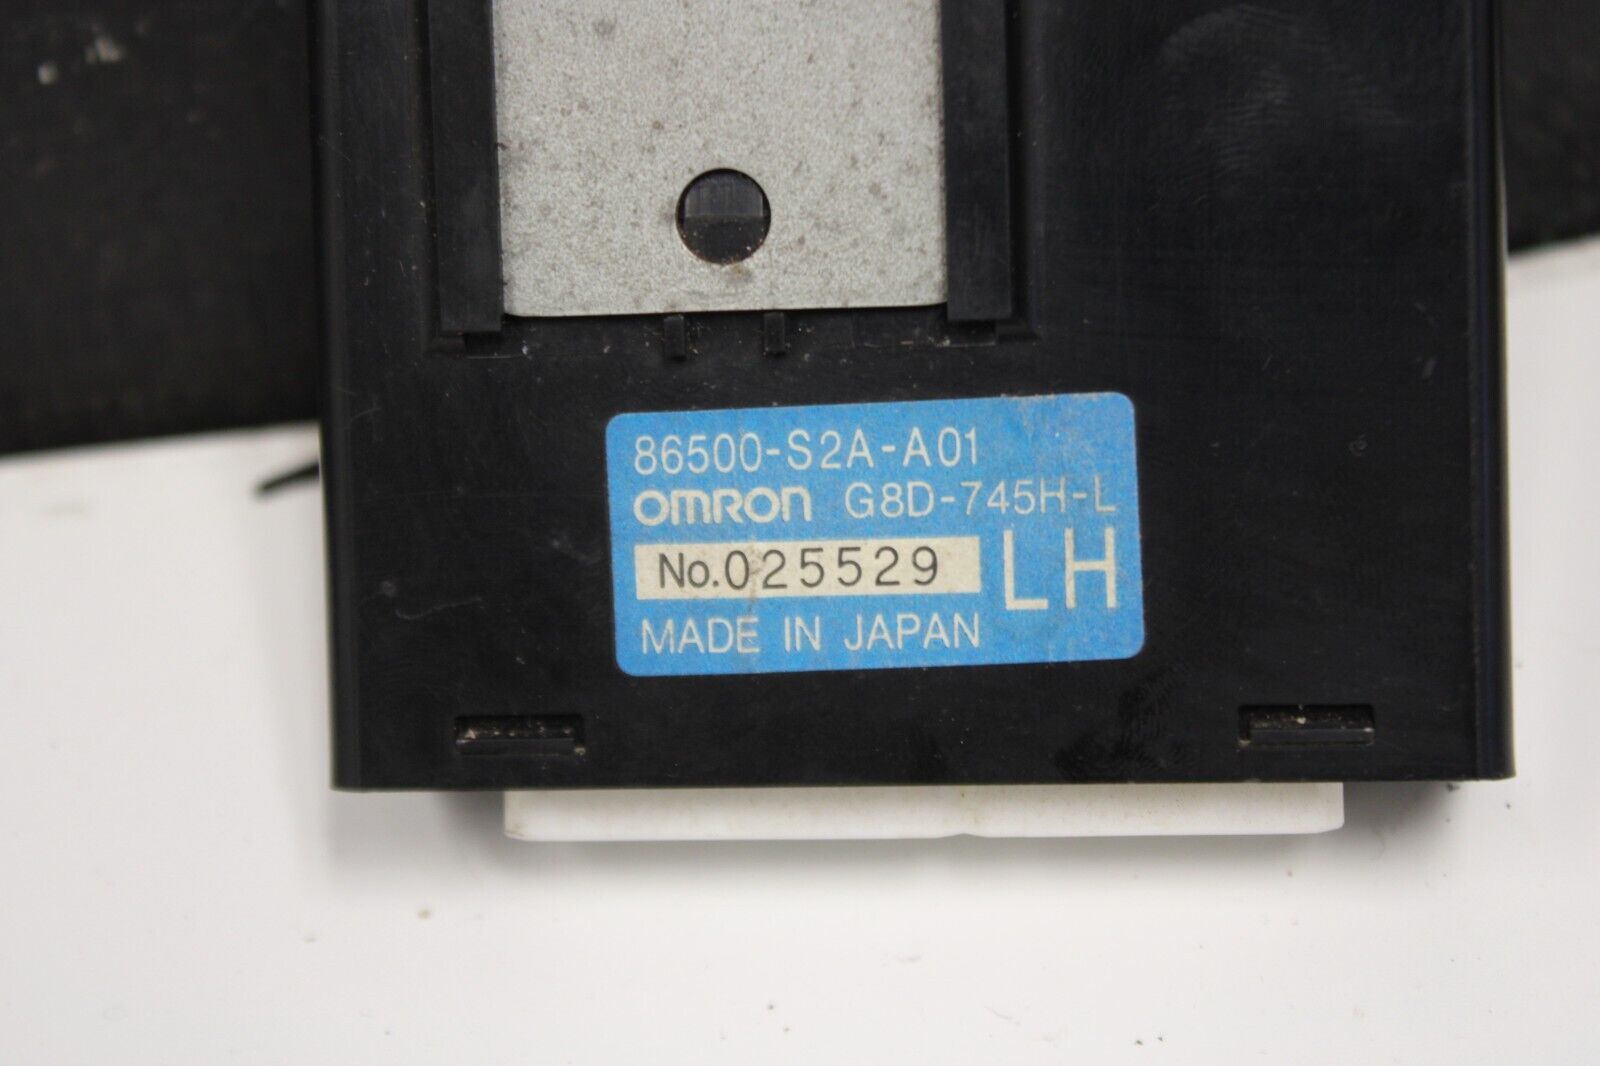 86500-S2A-A01
OMRON G8D-745H-L
No.025529 LH
MADE IN JAPAN